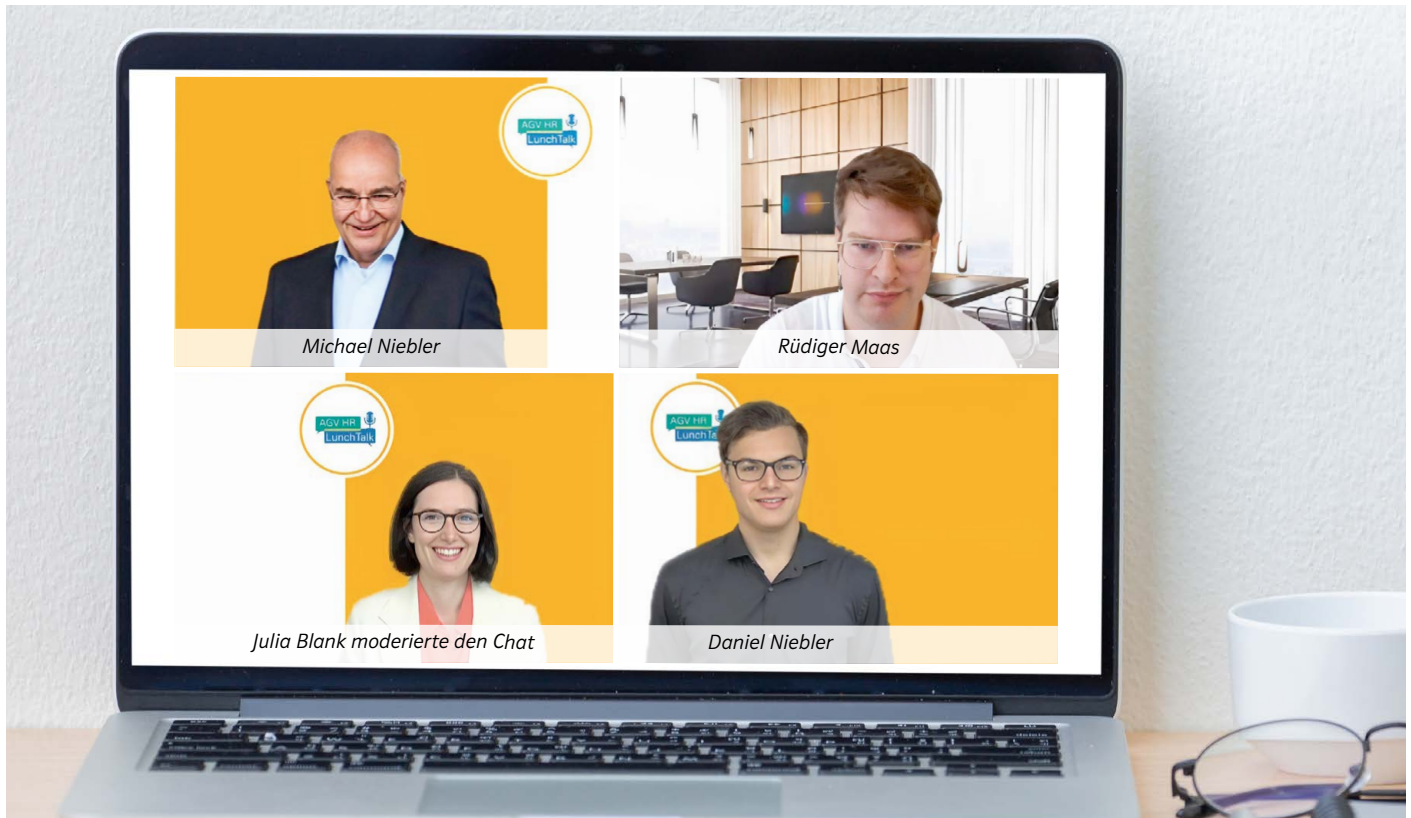 AGV HR
LunchTalk
Michael Niebler
Rüdiger Maas
AGV HR
LunchTalk
Julia Blank moderierte den Chat
AGV HR
Daniel Niebler